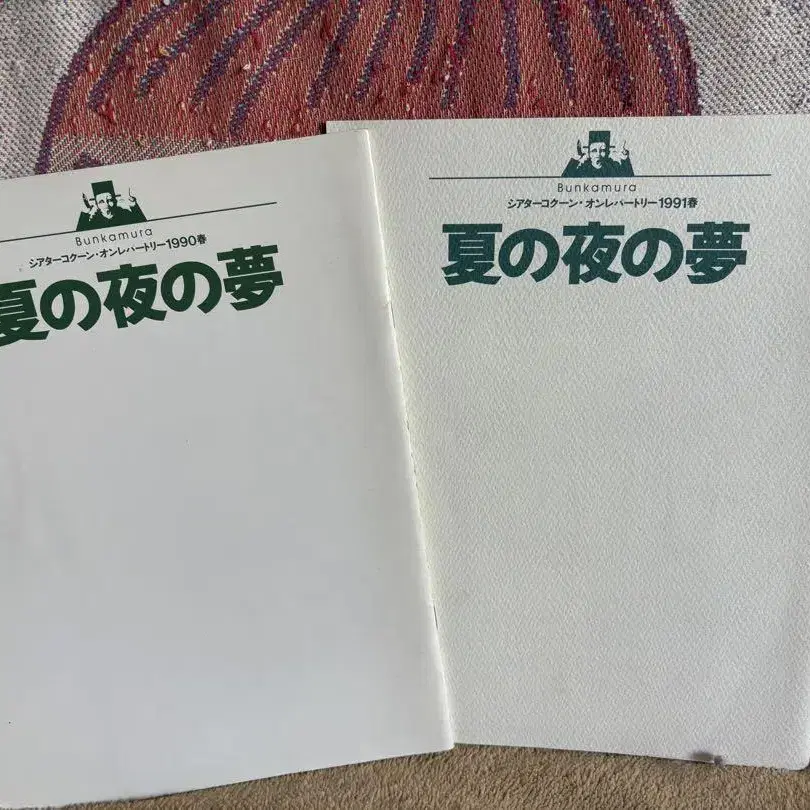 Bunkamura
シアターコクーン・オンレパートリー1990春
夏の夜の夢
Bunkamura
シアターコクーン・オンレパートリー1991春
夏の夜の夢